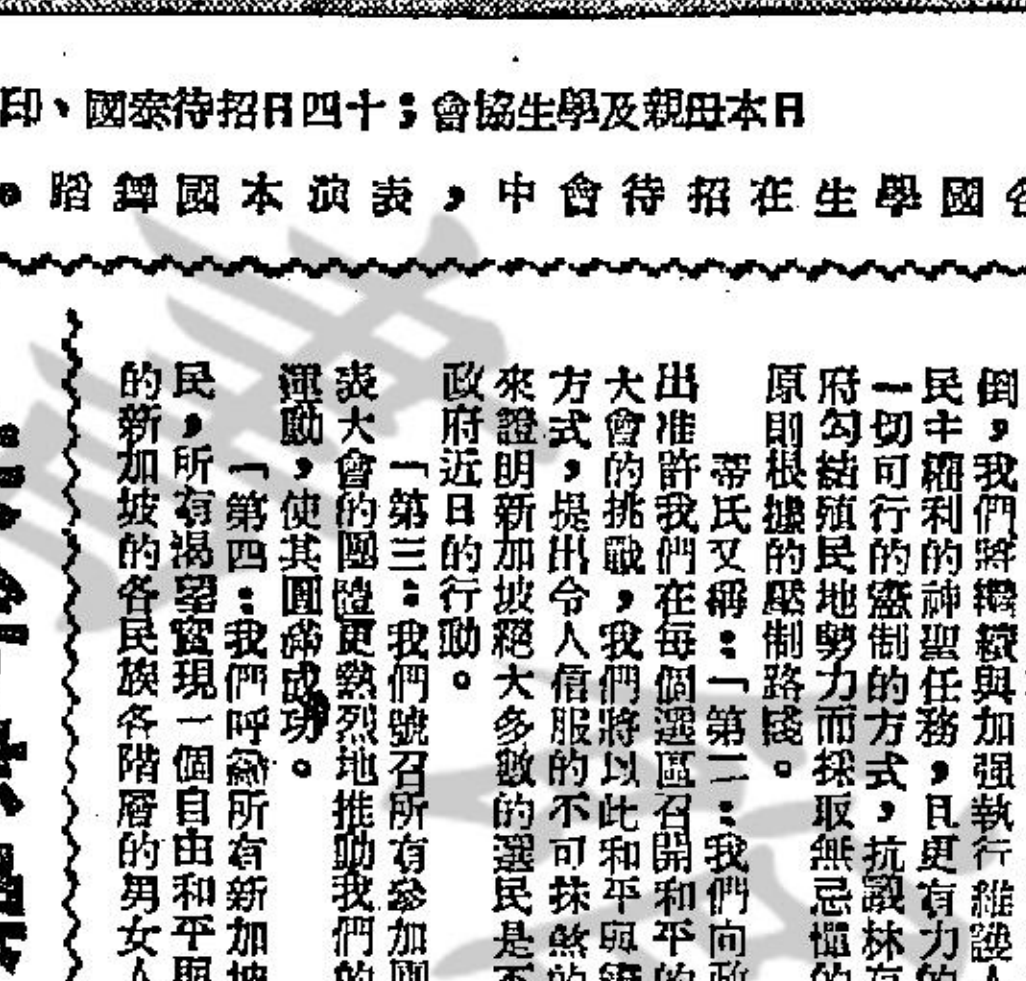 日本母親及學生協會；十四日招待泰國、印
國學生在招待會中，表演本國舞蹈。
倒，我們將繼續與加强執行維護
民主權利的神聖任務，且更有力的
一切可行的鉗制的方式，抗議林有
府勾結殖民地勢力而採取無忌憚的
原則根據的壓制路綫。
蒂氏又稱：「第二：我們向政
出准許我們在每個選區召開和平的
大會的挑戰，我們將以此和平與
方式，提出令人信服的不可抹煞的
來證明新加坡絕大多數的選民是不
政府近日的行動。
「第三：我們號召所有參加團
表大會的團體更熱烈地推動我們的
運動，使其圓滿成功。
「第四：我們呼籲所有新加坡
民，所有渴望實現一個自由和平與
的新加坡的各民族各階層的男女人